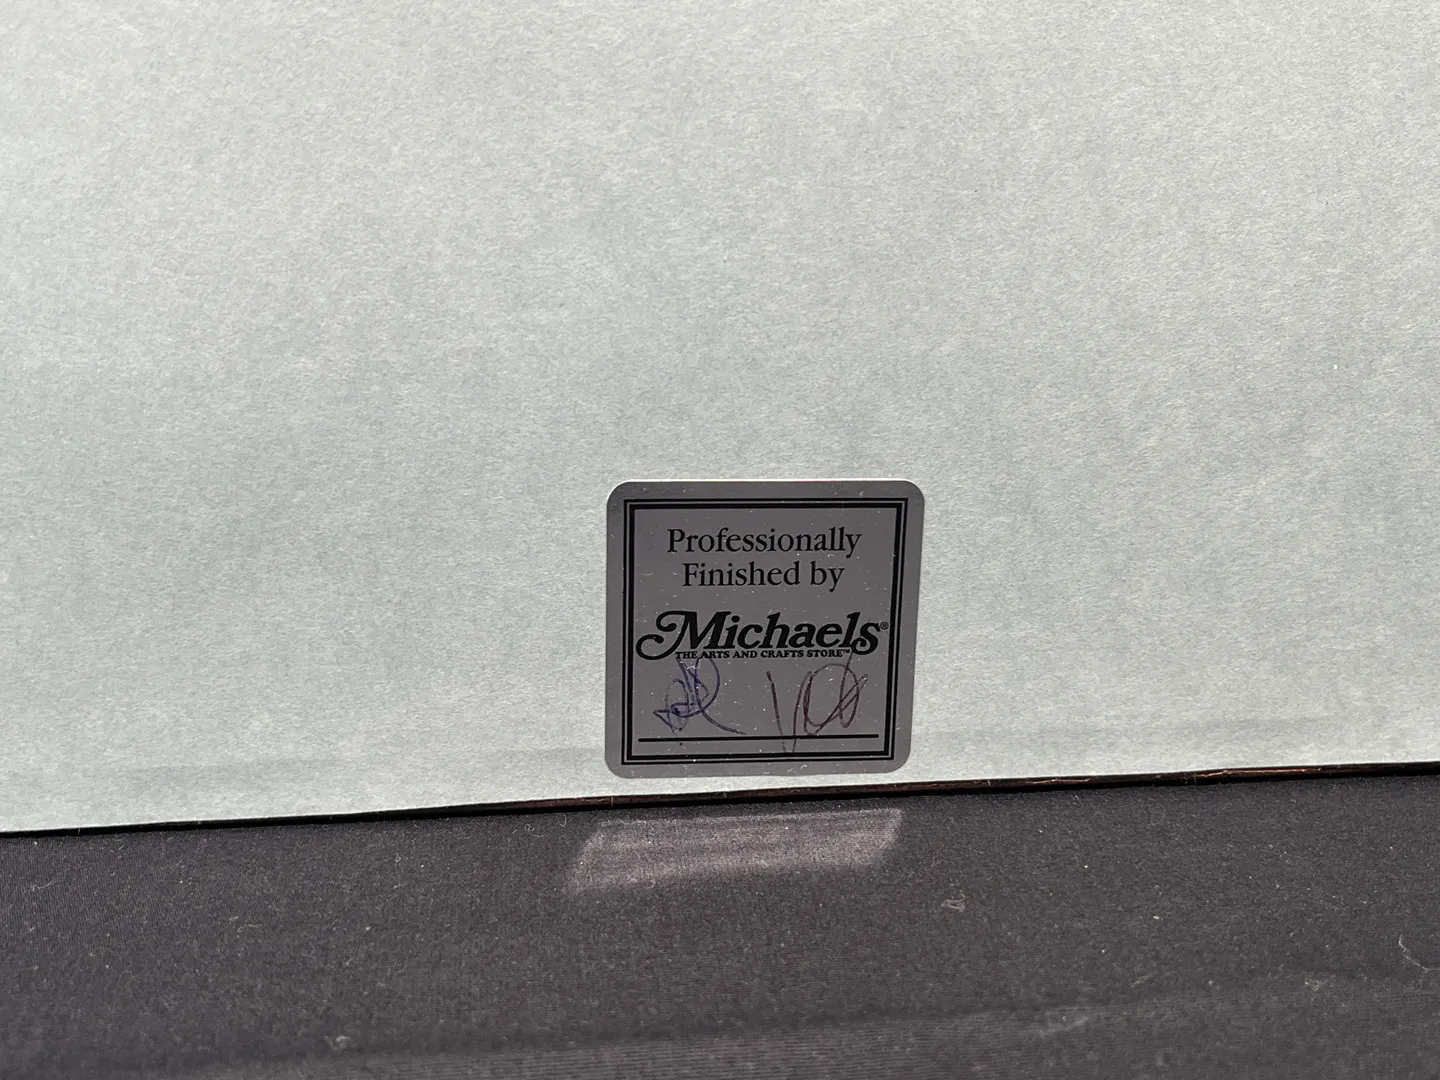 Professionally
Finished by
Michaels®
THE ARTS AND CRAFTS STORE™